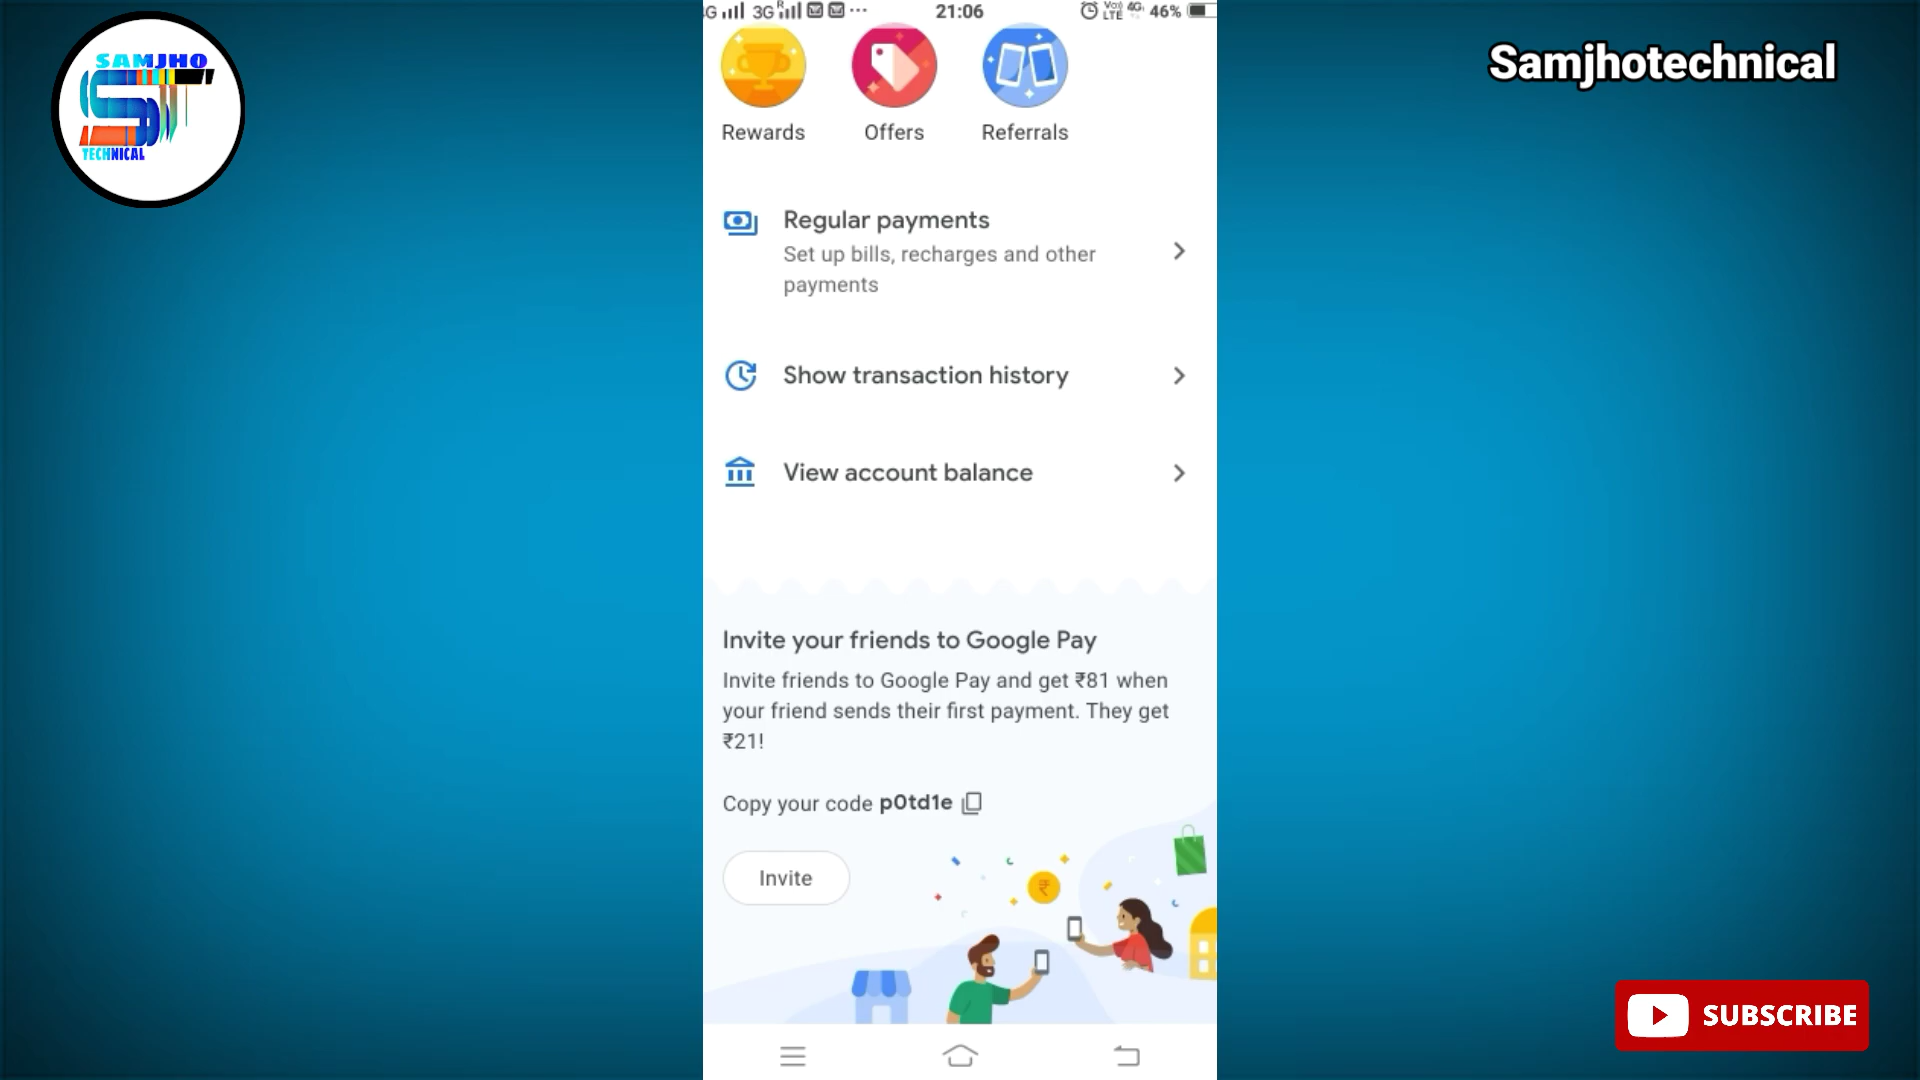 SAMJHO
TECHNICAL
Samjhotechnical
3G
21:06
46%
Rewards
Offers
Referrals
Regular payments
Set up bills, recharges and other
payments
Show transaction history
View account balance
Invite your friends to Google Pay
Invite friends to Google Pay and get ₹81 when
your friend sends their first payment. They get
₹21!
Copy your code p0td1e
Invite
SUBSCRIBE